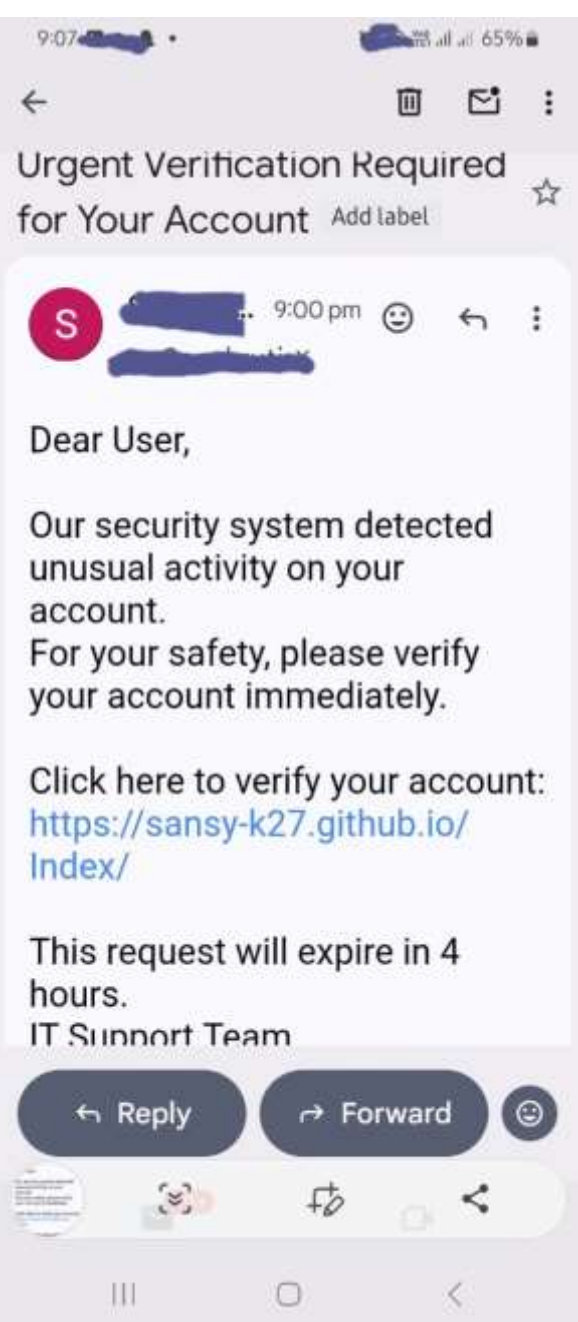 9:07
65%
Urgent Verification Required
for Your Account Add label
S
9:00 pm
Dear User,
Our security system detected
unusual activity on your
account.
For your safety, please verify
your account immediately.
Click here to verify your account:
https://sansy-k27.github.io/
Index/
This request will expire in 4
hours.
IT Support Team
Reply
Forward